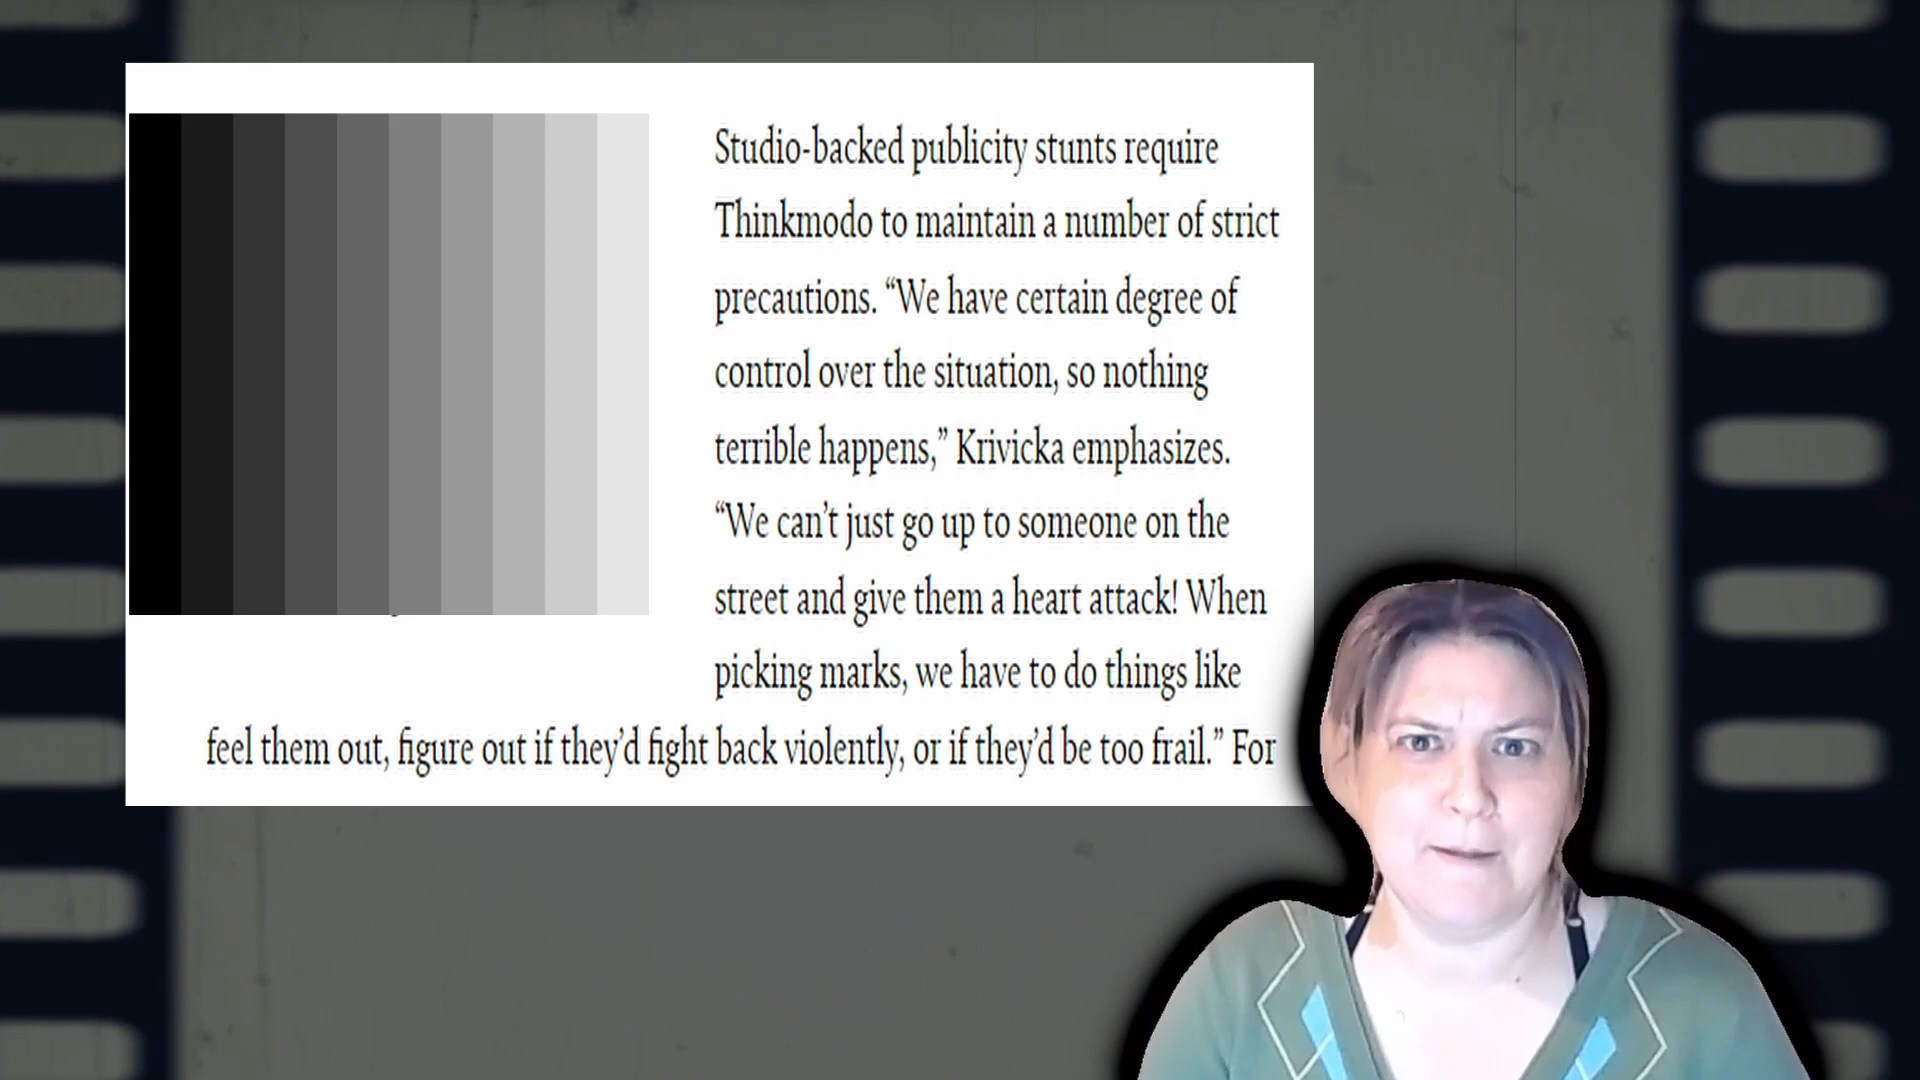 Studio-backed publicity stunts require
Thinkmodo to maintain a number of strict
precautions. “We have certain degree of
control over the situation, so nothing
terrible happens,” Krivicka emphasizes.
“We can’t just go up to someone on the
street and give them a heart attack! When
picking marks, we have to do things like
feel them out, figure out if they’d fight back violently, or if they’d be too frail.” For